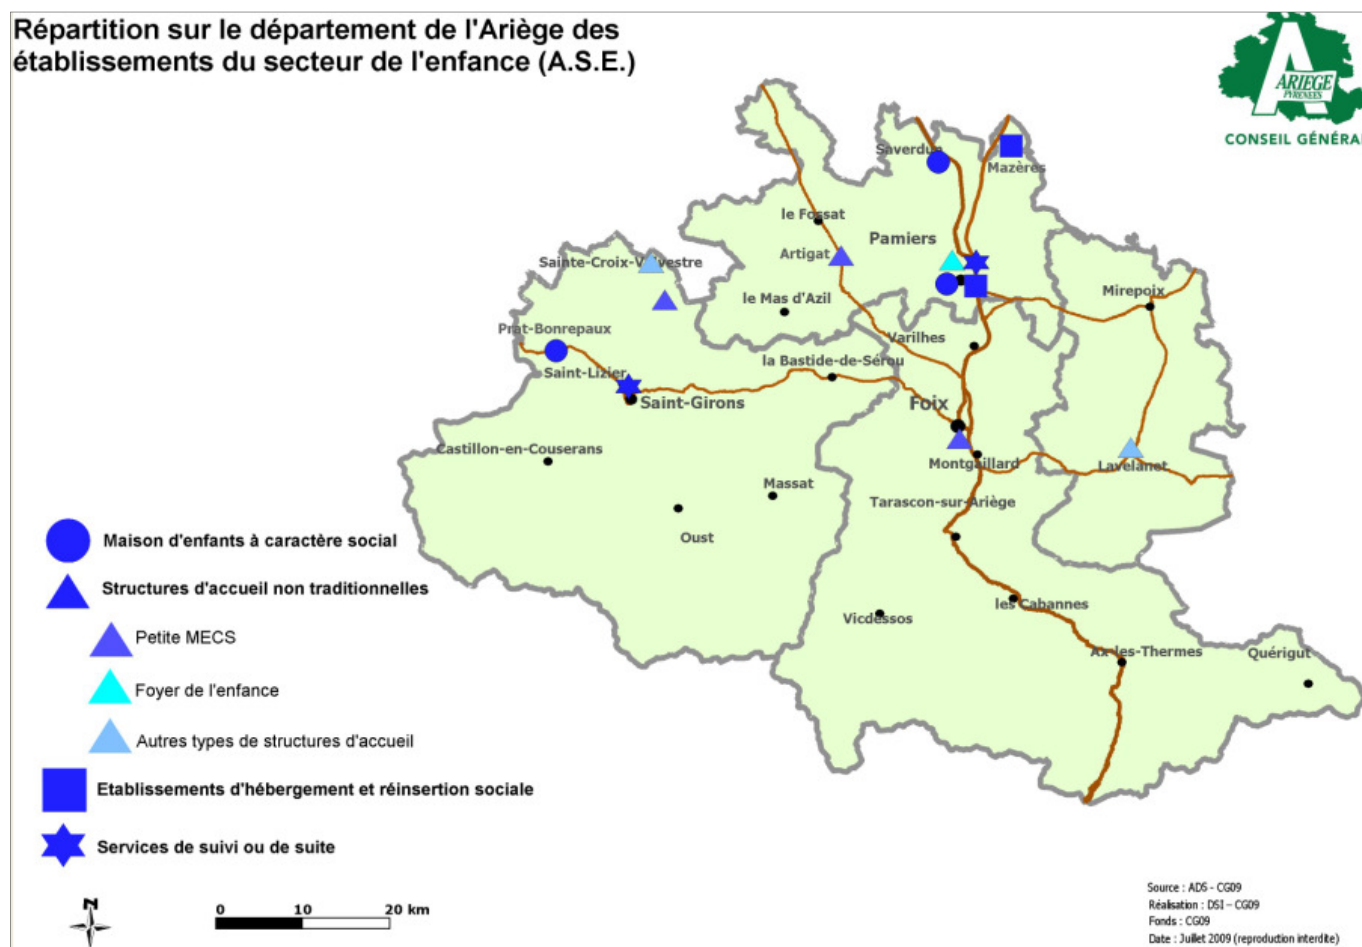 Répartition sur le département de l'Ariège des
établissements du secteur de l'enfance (A.S.E.)
ARIEGE
PYRENEES
CONSEIL GÉNÉRA
Saverdun
Mazères
le Fossat
Pamiers
Artigat
Sainte-Croix-Volvestre
le Mas d'Azil
Mirepoix
Prat-Bonrepaux
Varilhes
la Bastide-de-Sérou
Saint-Lizier
Saint-Girons
Foix
Castillon-en-Couserans
Montgaillard
Lavelanet
Massat
Tarascon-sur-Ariège
Oust
les Cabannes
Vicdessos
Ax-les-Thermes
Quérigut
Maison d'enfants à caractère social
Structures d'accueil non traditionnelles
Petite MECS
Foyer de l'enfance
Autres types de structures d'accueil
Etablissements d'hébergement et réinsertion sociale
Services de suivi ou de suite
N
0 10 20 km
Source : ADS - CG09
Réalisation : DSI - CG09
Fonds : CG09
Date : Juillet 2009 (reproduction interdite)